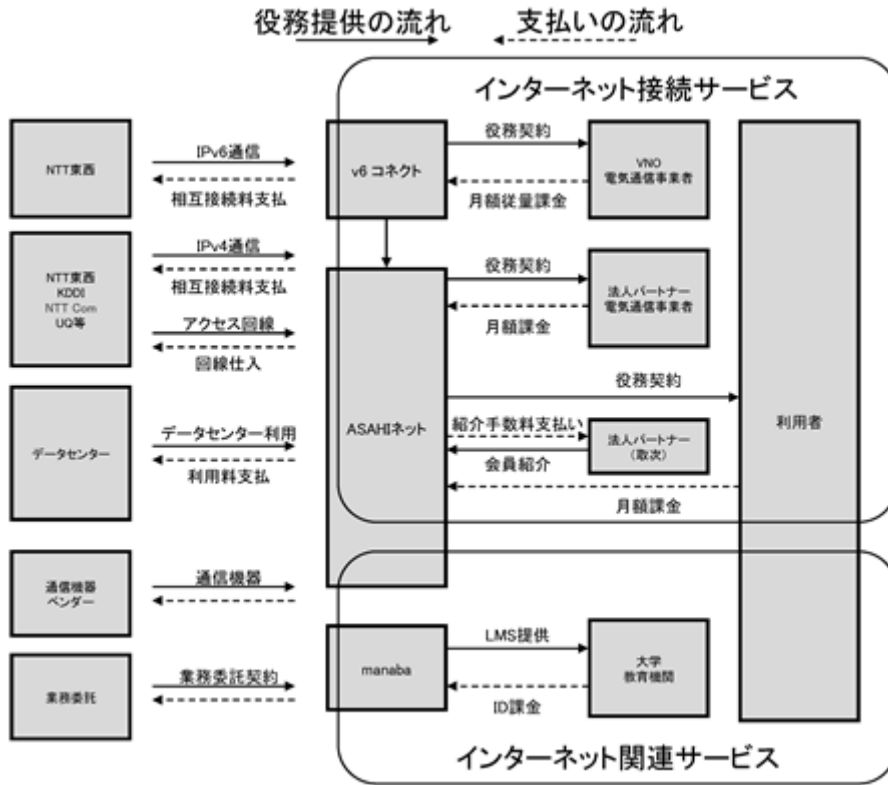 役務提供の流れ
支払いの流れ
インターネット接続サービス
NTT東西
IPv6通信
相互接続料支払
v6 コネクト
役務契約
月額従量課金
VNO
電気通信事業者
NTT東西
KDDI
NTT Com
UQ等
IPv4通信
相互接続料支払
アクセス回線
回線仕入
役務契約
月額課金
法人パートナー
電気通信事業者
データセンター
データセンター利用
利用料支払
ASAHIネット
役務契約
紹介手数料支払い
会員紹介
法人パートナー
（取次）
月額課金
利用者
通信機器
ベンダー
通信機器
業務委託
業務委託契約
manaba
LMS提供
ID課金
大学
教育機関
インターネット関連サービス